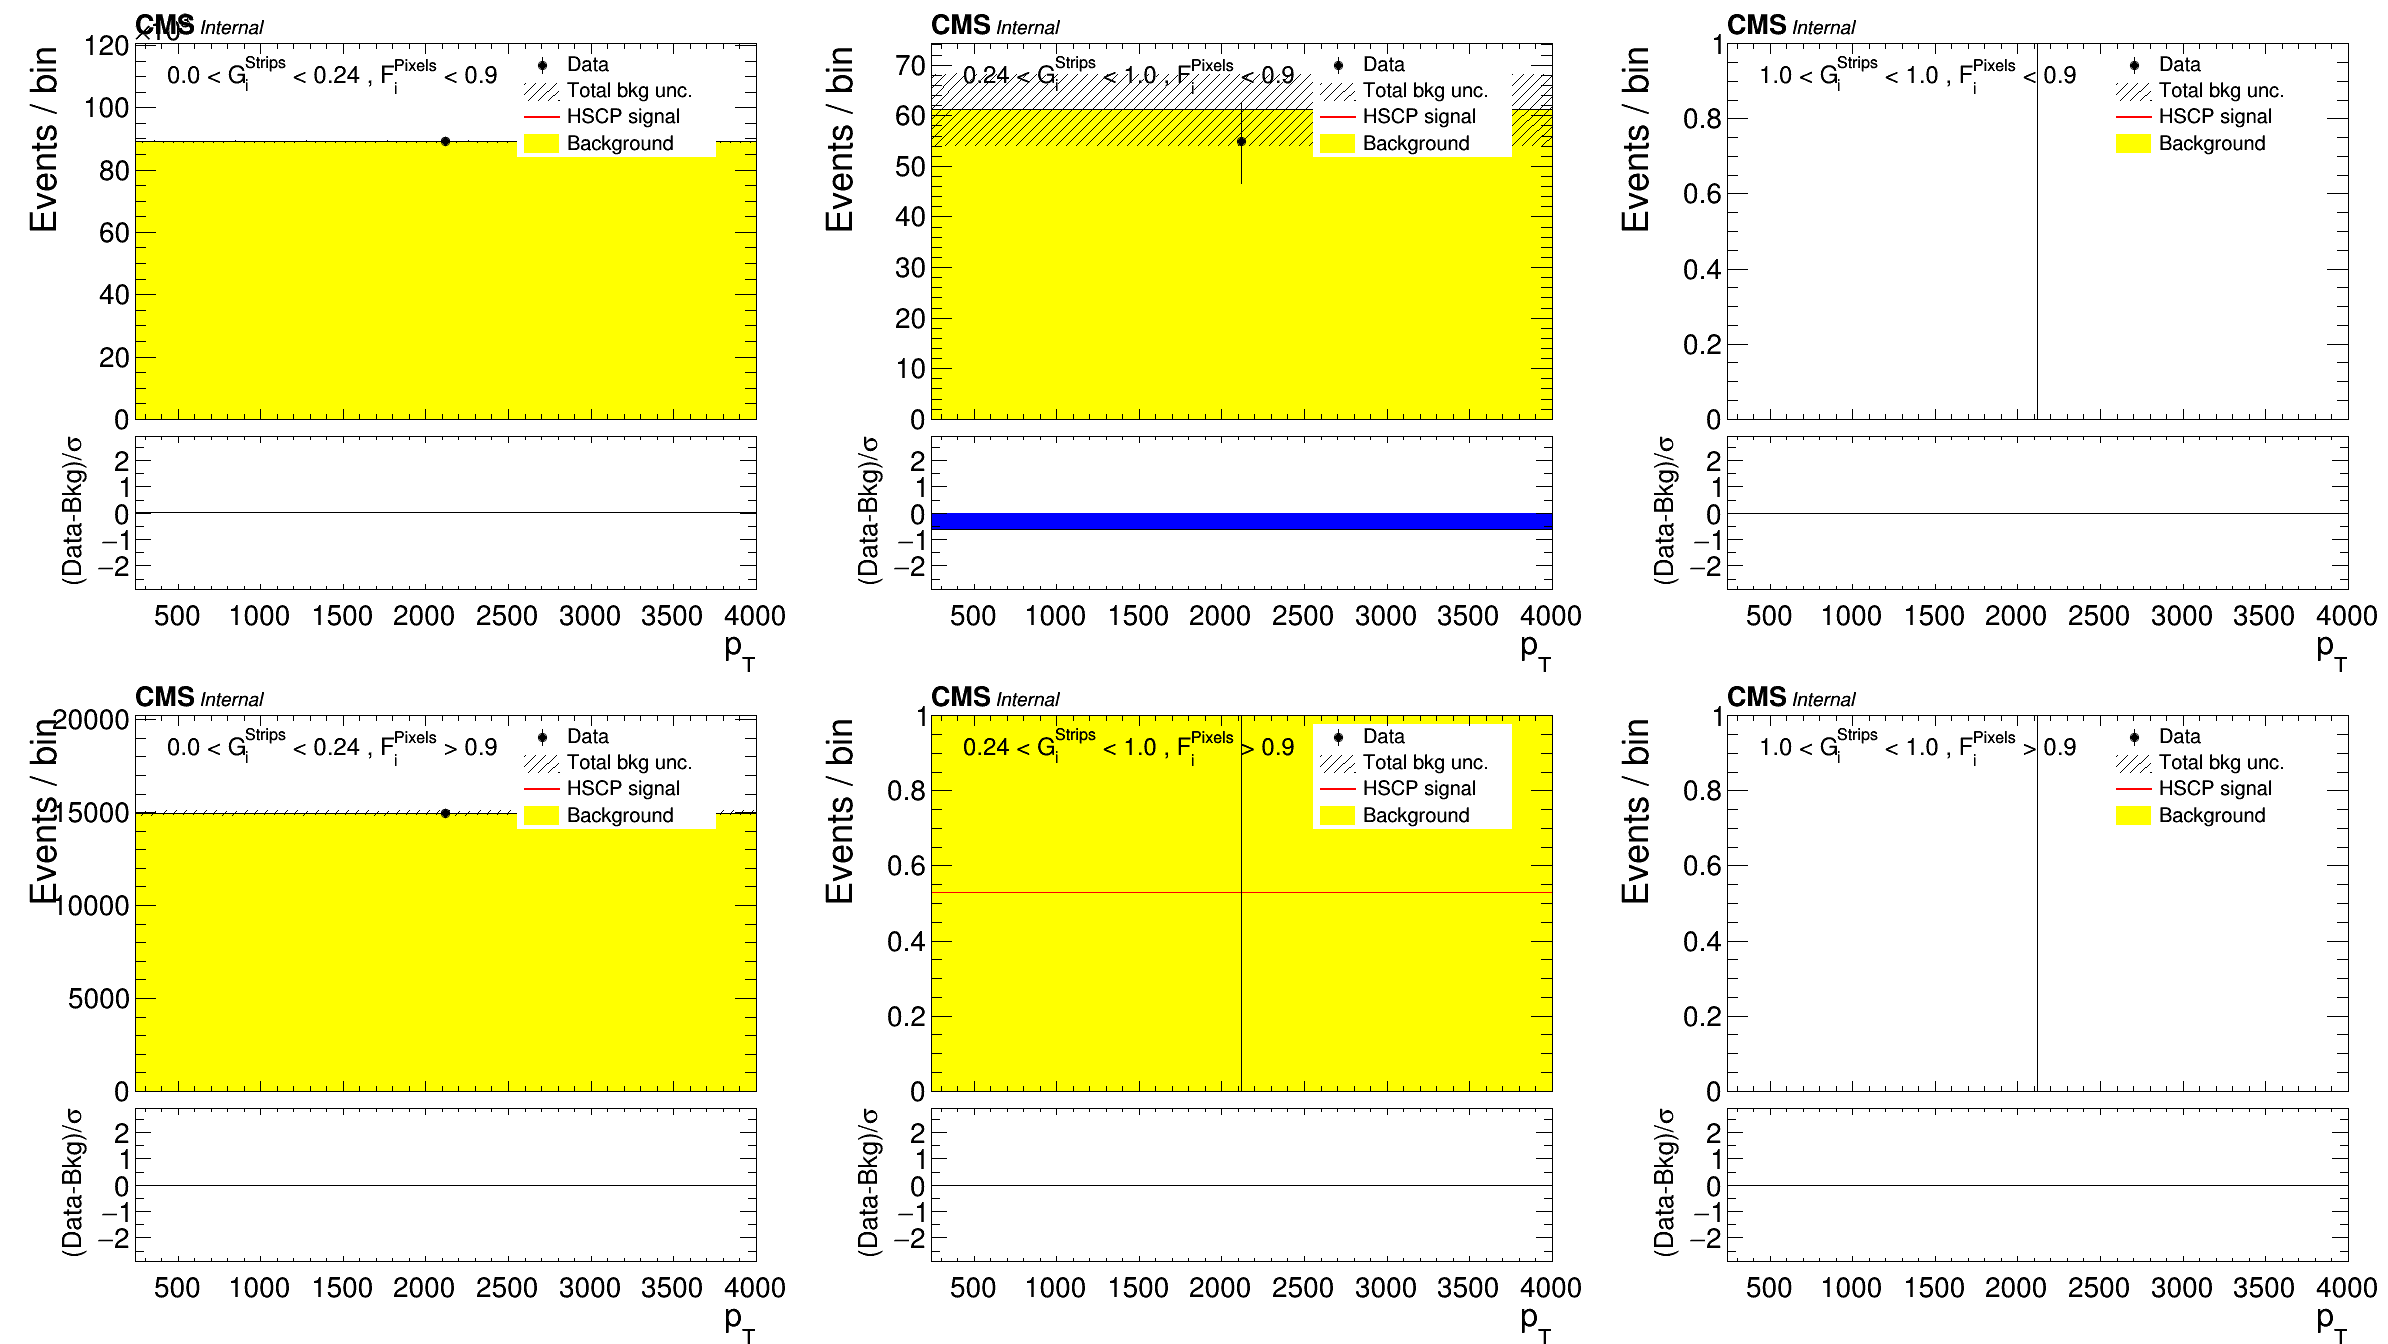 CMS Internal
×10³
Events / bin
0.0 < G_i^Strips < 0.24 , F_i^Pixels < 0.9
Data
Total bkg unc.
HSCP signal
Background
120
100
80
60
40
20
0
(Data-Bkg)/σ
2
1
0
−1
−2
500 1000 1500 2000 2500 3000 3500 4000
p_T
CMS Internal
Events / bin
0.24 < G_i^Strips < 1.0 , F_i^Pixels < 0.9
Data
Total bkg unc.
HSCP signal
Background
70
60
50
40
30
20
10
0
(Data-Bkg)/σ
2
1
0
−1
−2
500 1000 1500 2000 2500 3000 3500 4000
p_T
CMS Internal
Events / bin
1.0 < G_i^Strips < 1.0 , F_i^Pixels < 0.9
Data
Total bkg unc.
HSCP signal
Background
1
0.8
0.6
0.4
0.2
0
(Data-Bkg)/σ
2
1
0
−1
−2
500 1000 1500 2000 2500 3000 3500 4000
p_T
CMS Internal
Events / bin
0.0 < G_i^Strips < 0.24 , F_i^Pixels > 0.9
Data
Total bkg unc.
HSCP signal
Background
20000
15000
10000
5000
0
(Data-Bkg)/σ
2
1
0
−1
−2
500 1000 1500 2000 2500 3000 3500 4000
p_T
CMS Internal
Events / bin
0.24 < G_i^Strips < 1.0 , F_i^Pixels > 0.9
Data
Total bkg unc.
HSCP signal
Background
1
0.8
0.6
0.4
0.2
0
(Data-Bkg)/σ
2
1
0
−1
−2
500 1000 1500 2000 2500 3000 3500 4000
p_T
CMS Internal
Events / bin
1.0 < G_i^Strips < 1.0 , F_i^Pixels > 0.9
Data
Total bkg unc.
HSCP signal
Background
1
0.8
0.6
0.4
0.2
0
(Data-Bkg)/σ
2
1
0
−1
−2
500 1000 1500 2000 2500 3000 3500 4000
p_T